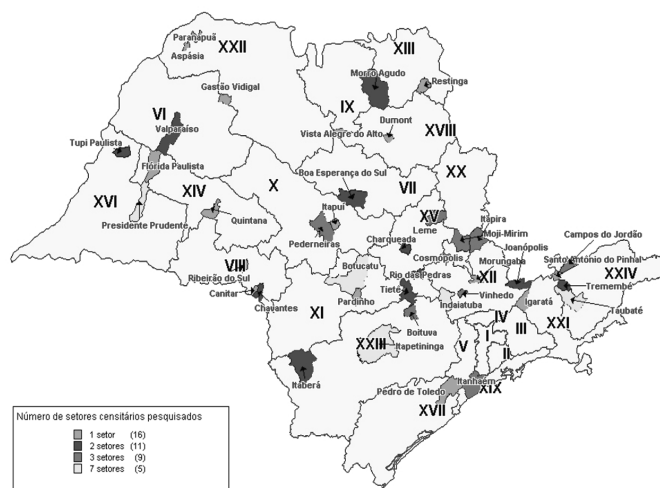 Paranapuã
XXII
Aspásia
XIII
Morro Agudo
Restinga
Gastão Vidigal
IX
Dumont
VI
Valparaíso
Vista Alegre do Alto
XVIII
Tupi Paulista
Flórida Paulista
Boa Esperança do Sul
XX
X
VII
XVI
XIV
Presidente Prudente
Quintana
Itapuí
XV
Leme
Itapira
Pederneiras
Moji-Mirim
Campos do Jordão
Charqueada
Cosmópolis
Joanópolis
Santo Antônio do Pinhal
Morungaba
VIII
Botucatu
Rio das Pedras
XII
XXIV
Ribeirão do Sul
Canitar
Tietê
Vinhedo
Tremembé
Chavantes
Pardinho
Indaiatuba
Igaratá
XI
IV
Taubaté
Boituva
III
XXI
I
XXIII
Itapetininga
V
II
Itaberá
Itanhaém
Pedro de Toledo
XIX
XVII
Número de setores censitários pesquisados
1 setor (16)
2 setores (11)
3 setores (9)
7 setores (5)